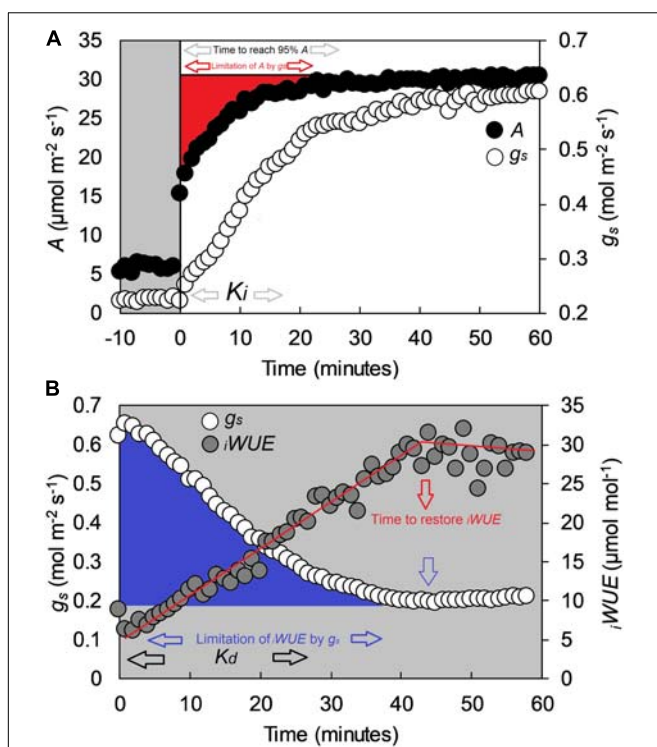 A
Time to reach 95% A
Limitation of A by gs
A (µmol m⁻² s⁻¹)
35
30
25
20
15
10
5
0
0.7
0.6
0.5
0.4
0.3
0.2
gs (mol m⁻² s⁻¹)
A
gs
Ki
-10 0 10 20 30 40 50 60
Time (minutes)
B
gs (mol m⁻² s⁻¹)
0.7
0.6
0.5
0.4
0.3
0.2
0.1
0
gs
iWUE
35
30
25
20
15
10
5
0
iWUE (µmol mol⁻¹)
Time to restore iWUE
Limitation of iWUE by gs
Kd
0 10 20 30 40 50 60
Time (minutes)